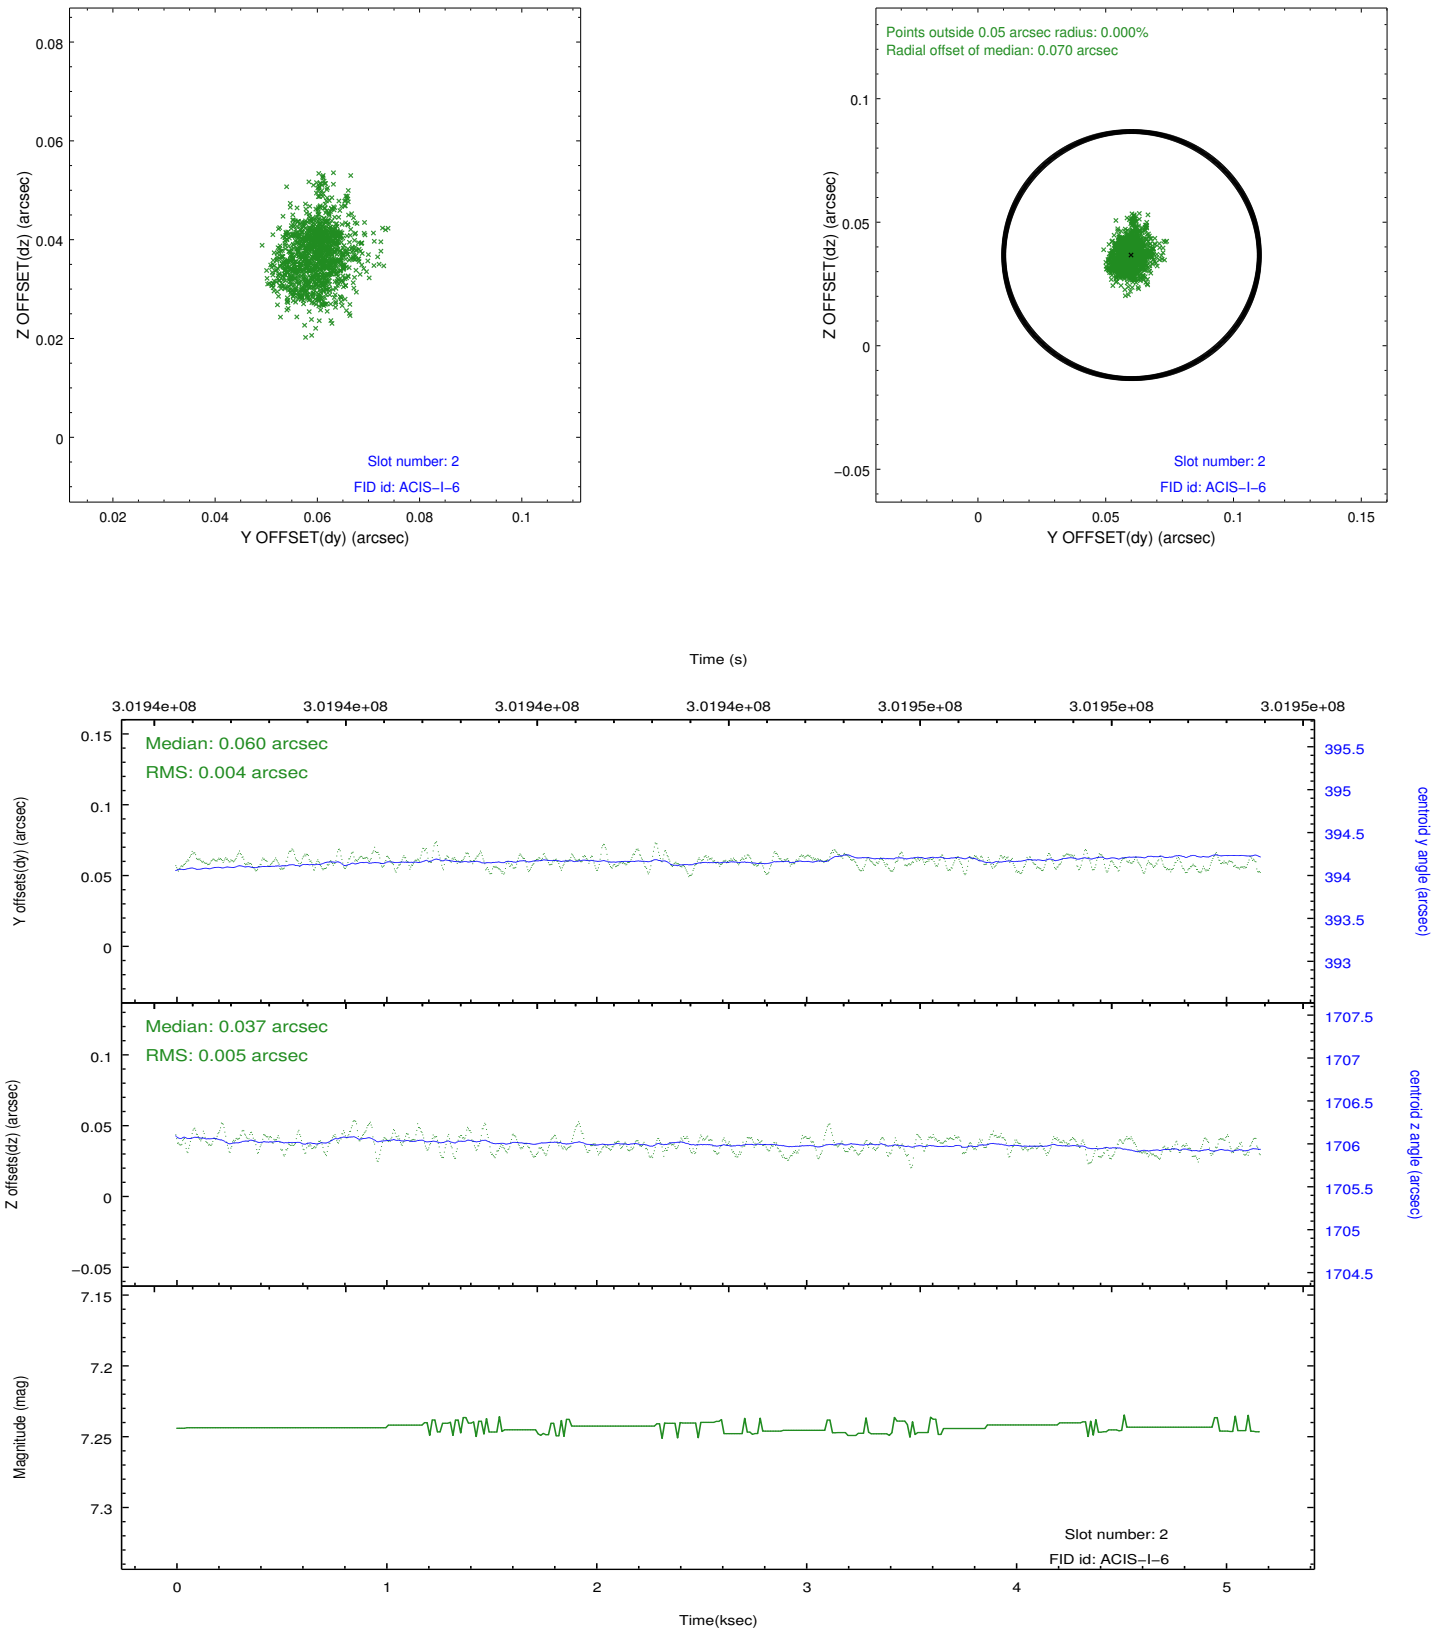 0.08
0.06
0.04
0.02
0
Z OFFSET(dz) (arcsec)
Slot number: 2
FID id: ACIS−I−6
0.02 0.04 0.06 0.08 0.1
Y OFFSET(dy) (arcsec)
Points outside 0.05 arcsec radius: 0.000%
Radial offset of median: 0.070 arcsec
0.1
0.05
0
−0.05
Z OFFSET(dz) (arcsec)
Slot number: 2
FID id: ACIS−I−6
0 0.05 0.1 0.15
Y OFFSET(dy) (arcsec)
Time (s)
3.0194e+08 3.0194e+08 3.0194e+08 3.0194e+08 3.0195e+08 3.0195e+08 3.0195e+08
Median: 0.060 arcsec
RMS: 0.004 arcsec
0.15
0.1
0.05
0
Y offsets(dy) (arcsec)
395.5
395
394.5
394
393.5
393
centroid y angle (arcsec)
Median: 0.037 arcsec
RMS: 0.005 arcsec
0.1
0.05
0
−0.05
Z offsets(dz) (arcsec)
1707.5
1707
1706.5
1706
1705.5
1705
1704.5
centroid z angle (arcsec)
7.15
7.2
7.25
7.3
Magnitude (mag)
Slot number: 2
FID id: ACIS−I−6
0 1 2 3 4 5
Time(ksec)